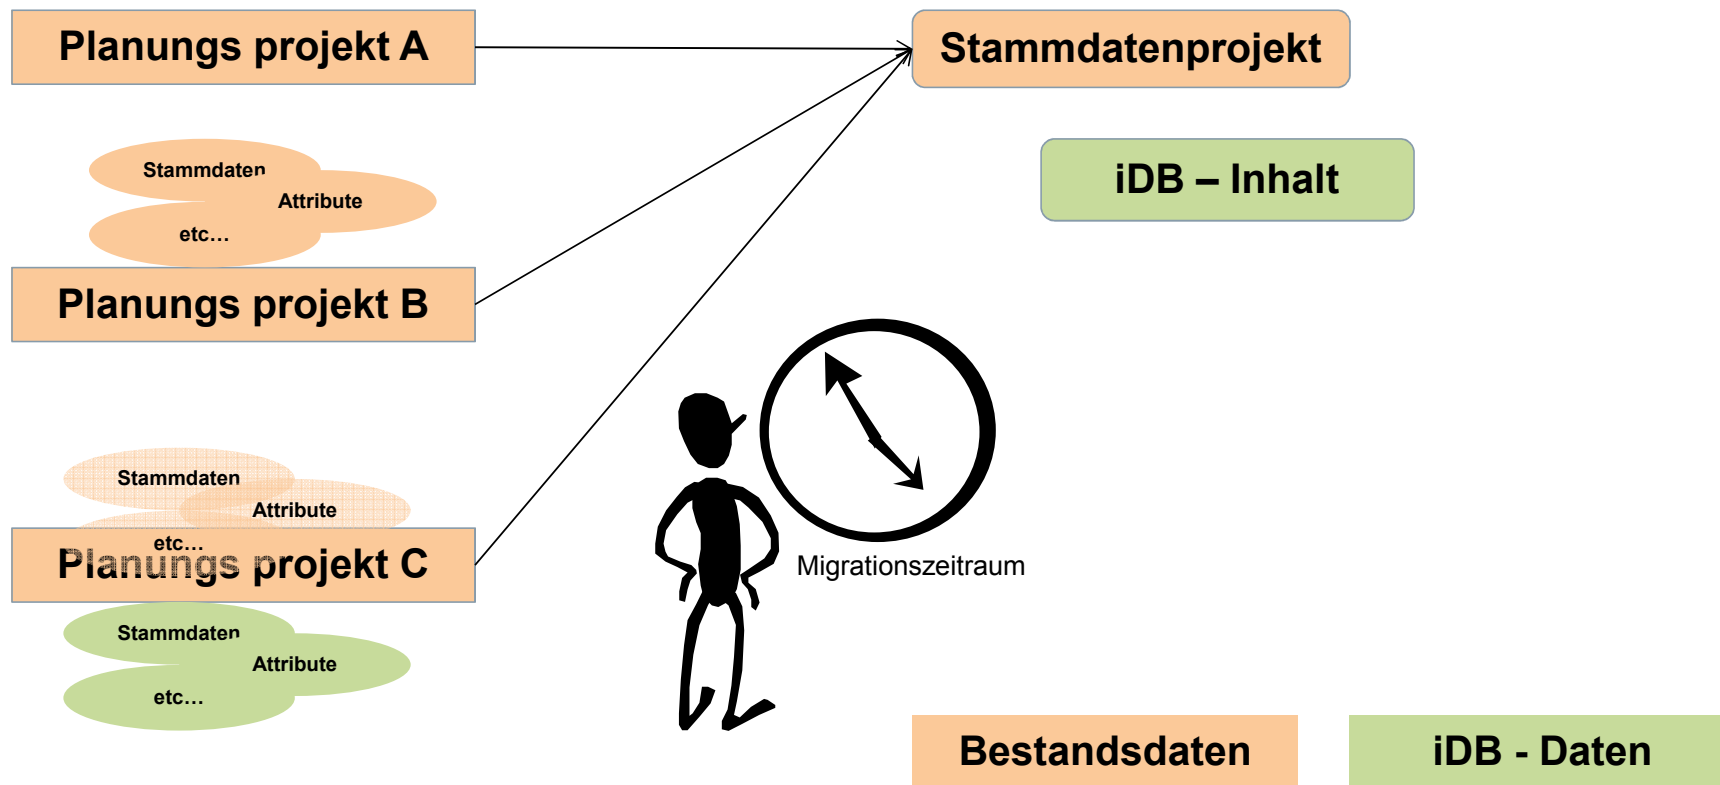 Planungs projekt A
Stammdatenprojekt
Stammdaten
Attribute
etc...
iDB – Inhalt
Planungs projekt B
Stammdaten
Attribute
etc...
Planungs projekt C
Migrationszeitraum
Stammdaten
Attribute
etc...
Bestandsdaten
iDB - Daten